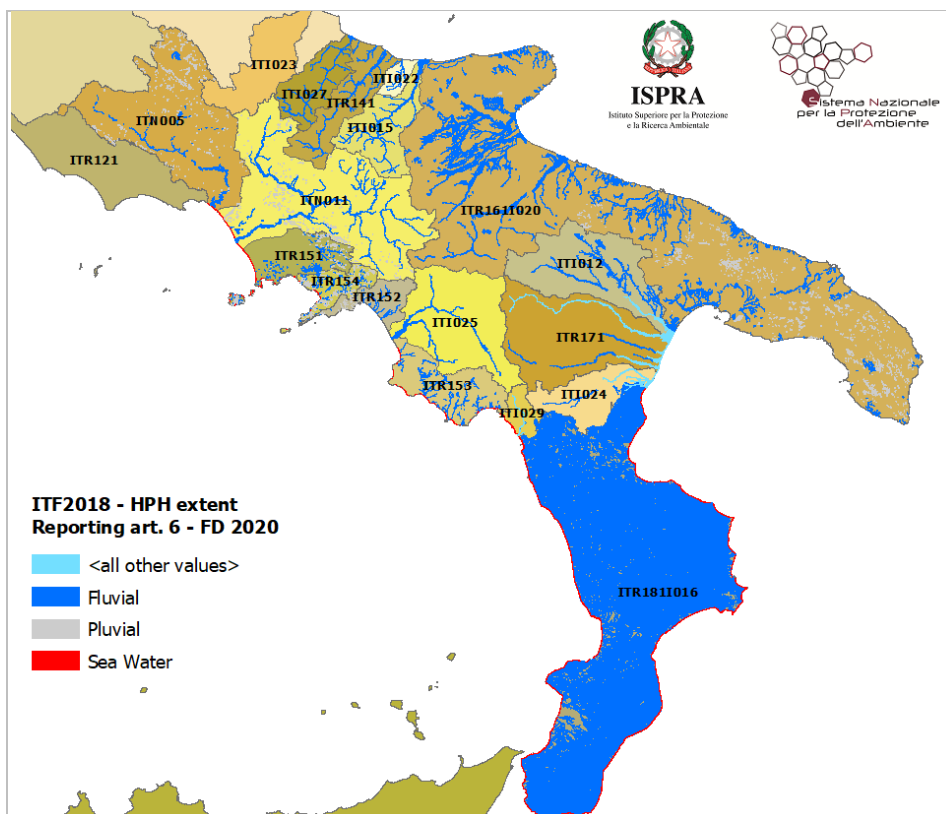 ISPRA
Istituto Superiore per la Protezione
e la Ricerca Ambientale
Sistema Nazionale
per la Protezione
dell'Ambiente
ITI023
ITI022
ITI027
ITR141
ITN005
ITI015
ITR121
ITN011
ITR161I020
ITR151
ITI012
ITR154
ITR152
ITI025
ITR171
ITR153
ITI024
ITI029
ITF2018 - HPH extent
Reporting art. 6 - FD 2020
<all other values>
Fluvial
Pluvial
Sea Water
ITR181I016